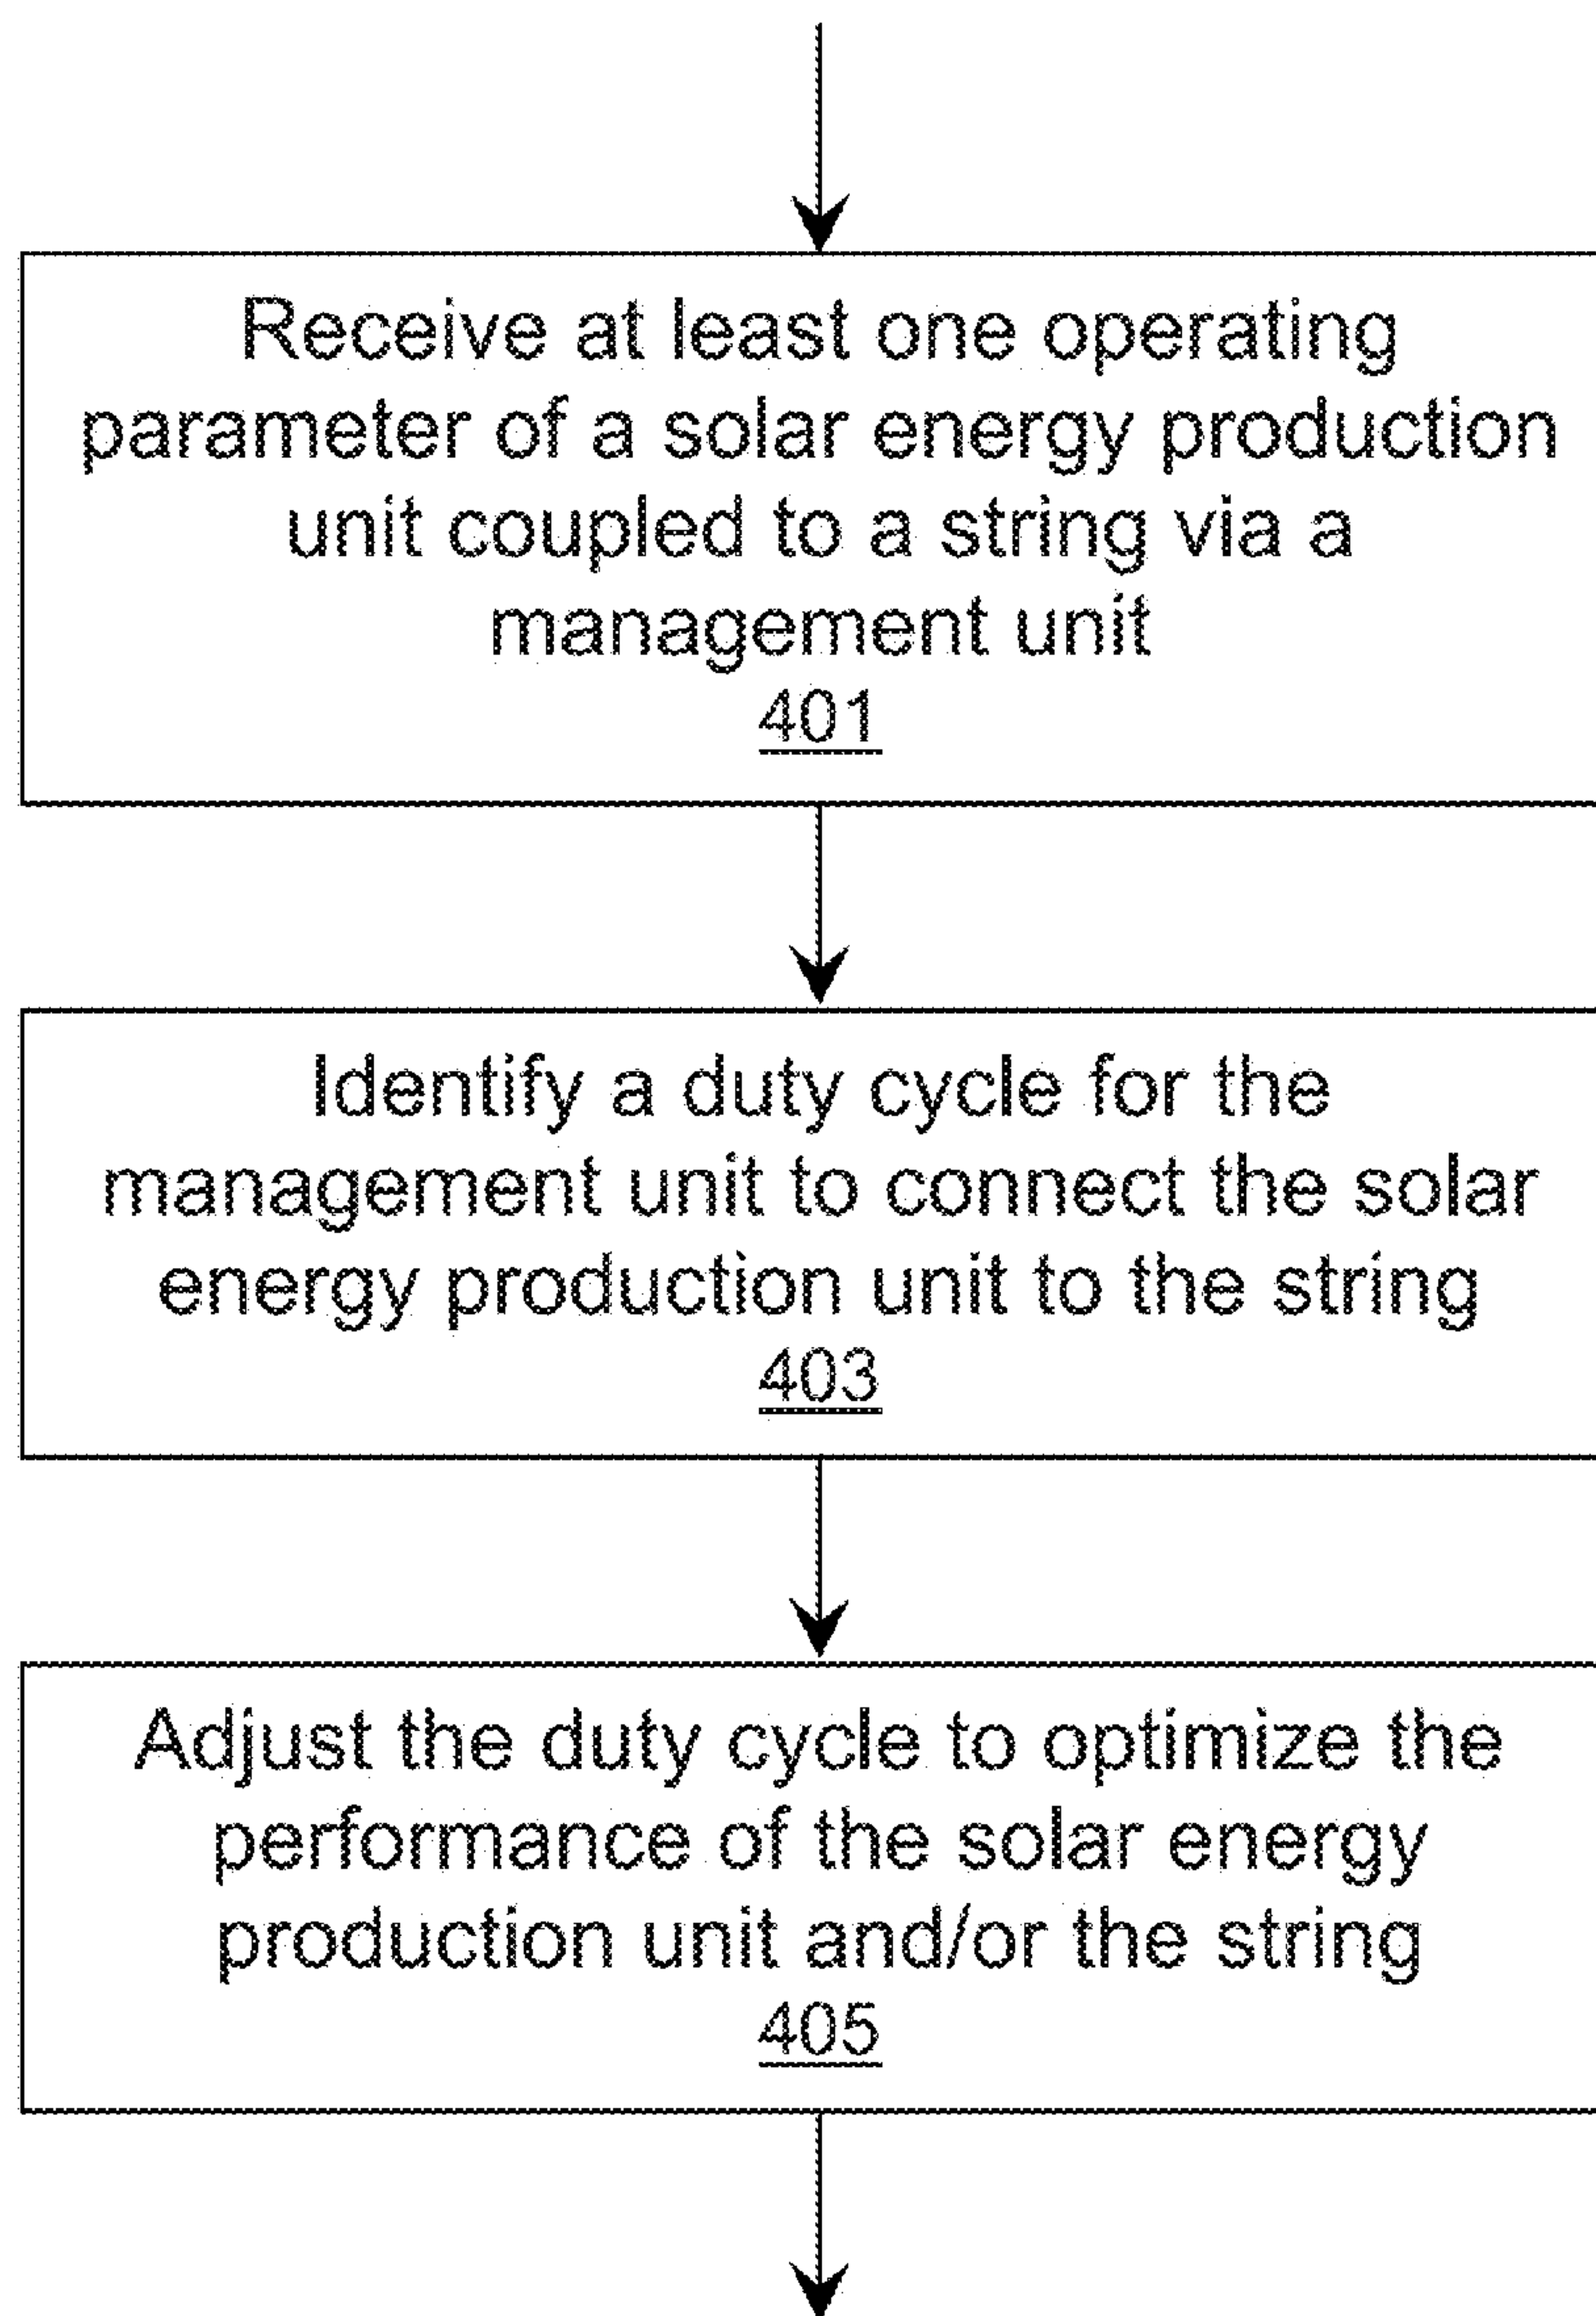 Receive at least one operating
parameter of a solar energy production
unit coupled to a string via a
management unit
401
Identify a duty cycle for the
management unit to connect the solar
energy production unit to the string
403
Adjust the duty cycle to optimize the
performance of the solar energy
production unit and/or the string
405